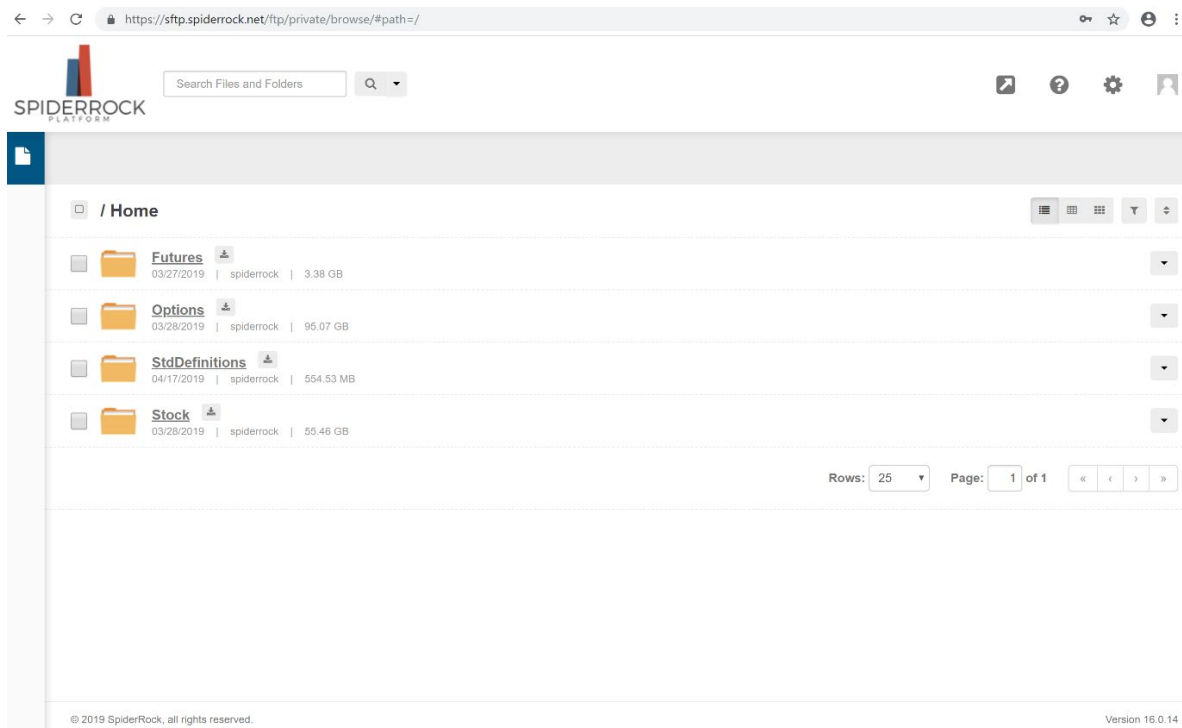 https://sftp.spiderrock.net/ftp/private/browse/#path=/
SPIDERROCK
PLATFORM
Search Files and Folders
/ Home
Futures
03/27/2019 | spiderrock | 3.38 GB
Options
03/28/2019 | spiderrock | 95.07 GB
StdDefinitions
04/17/2019 | spiderrock | 554.53 MB
Stock
03/28/2019 | spiderrock | 55.46 GB
Rows: 25 Page: 1 of 1 « ‹ › »
© 2019 SpiderRock, all rights reserved. Version 16.0.14